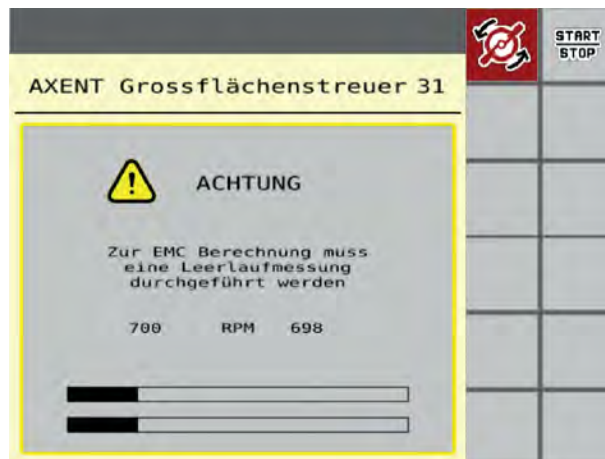 START
STOP
AXENT Grossflächenstreuer 31
ACHTUNG
Zur EMC Berechnung muss
eine Leerlaufmessung
durchgeführt werden
700 RPM 698